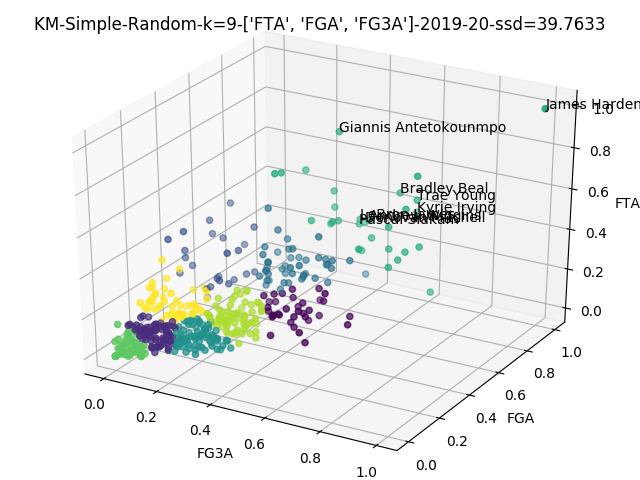 KM-Simple-Random-k=9-['FTA', 'FGA', 'FG3A']-2019-20-ssd=39.7633
James Harden
1.0
Giannis Antetokounmpo
0.8
Bradley Beal
Trae Young
0.6
FTA
Kyrie Irving
Pascal Siakam
0.4
0.2
0.0
1.0
0.8
0.6
0.4
FGA
0.2
0.0
0.0
0.2
0.4
0.6
0.8
1.0
FG3A